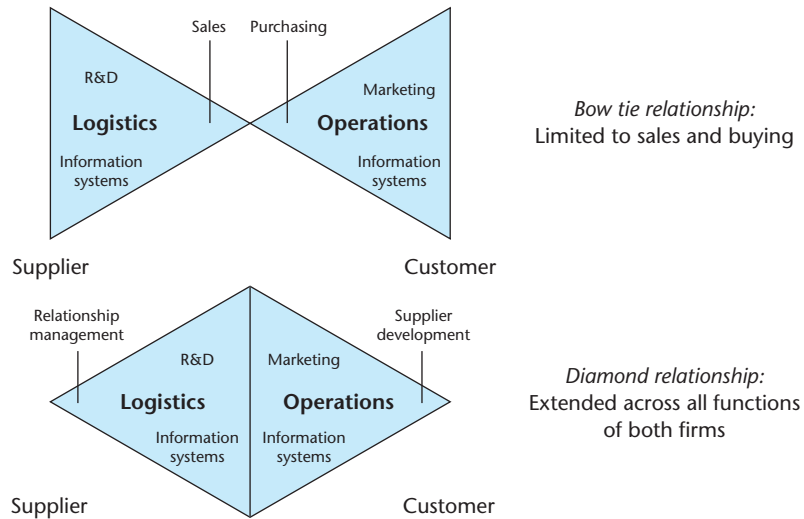 Sales
Purchasing
R&D
Marketing
Logistics
Operations
Information
systems
Information
systems
Bow tie relationship:
Limited to sales and buying
Supplier
Customer
Relationship
management
Supplier
development
R&D
Marketing
Logistics
Operations
Information
systems
Information
systems
Diamond relationship:
Extended across all functions
of both firms
Supplier
Customer